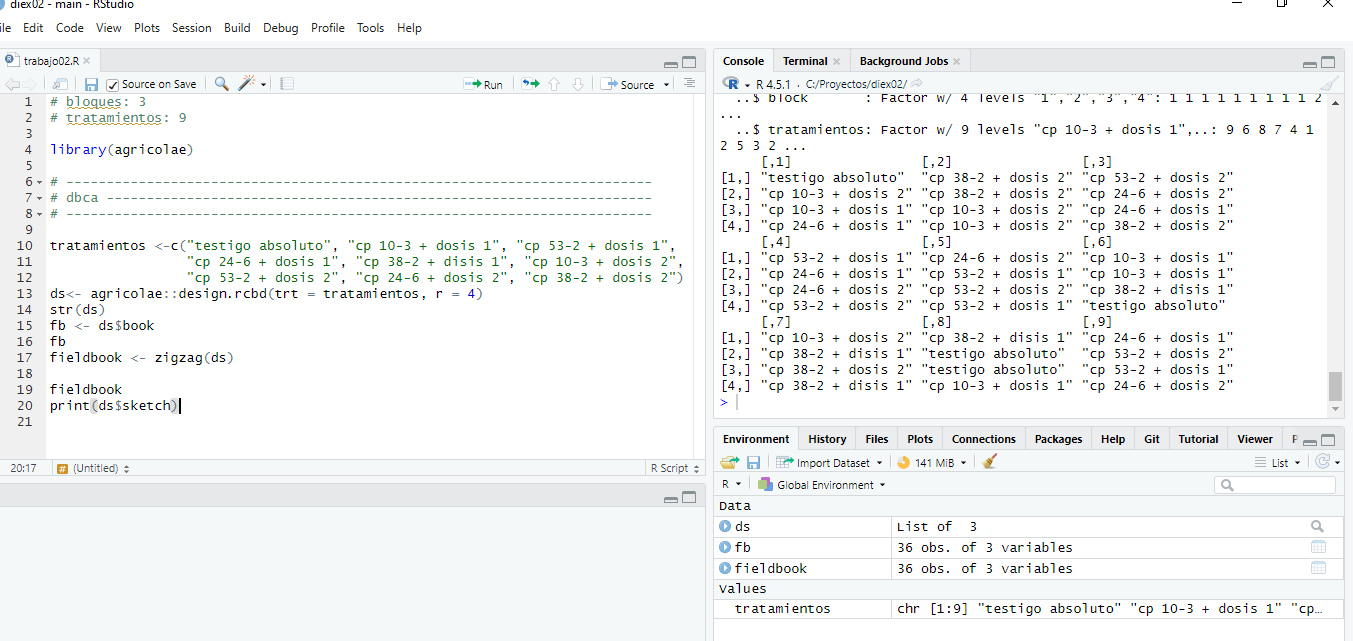 diex02 - main - RStudio
ile Edit Code View Plots Session Build Debug Profile Tools Help
trabajo02.R
Source on Save Run Source
1 # bloques: 3
2 # tratamientos: 9
3
4 library(agricolae)
5
6 # -------------------------------------------------------------------------
7 # dbca --------------------------------------------------------------------
8 # -------------------------------------------------------------------------
9
10 tratamientos <-c("testigo absoluto", "cp 10-3 + dosis 1", "cp 53-2 + dosis 1",
11 "cp 24-6 + dosis 1", "cp 38-2 + disis 1", "cp 10-3 + dosis 2",
12 "cp 53-2 + dosis 2", "cp 24-6 + dosis 2", "cp 38-2 + dosis 2")
13 ds<- agricolae::design.rcbd(trt = tratamientos, r = 4)
14 str(ds)
15 fb <- ds$book
16 fb
17 fieldbook <- zigzag(ds)
18
19 fieldbook
20 print(ds$sketch)
21
20:17 # (Untitled) R Script
Console Terminal Background Jobs
R R 4.5.1 · C:/Proyectos/diex02/
..$ block : Factor w/ 4 levels "1","2","3","4": 1 1 1 1 1 1 1 1 1 2
...
..$ tratamientos: Factor w/ 9 levels "cp 10-3 + dosis 1",..: 9 6 8 7 4 1
2 5 3 2 ...
[,1] [,2] [,3]
[1,] "testigo absoluto" "cp 38-2 + dosis 2" "cp 53-2 + dosis 2"
[2,] "cp 10-3 + dosis 2" "cp 38-2 + dosis 2" "cp 24-6 + dosis 2"
[3,] "cp 10-3 + dosis 1" "cp 10-3 + dosis 2" "cp 24-6 + dosis 1"
[4,] "cp 24-6 + dosis 1" "cp 10-3 + dosis 2" "cp 38-2 + dosis 2"
[,4] [,5] [,6]
[1,] "cp 53-2 + dosis 1" "cp 24-6 + dosis 2" "cp 10-3 + dosis 1"
[2,] "cp 24-6 + dosis 1" "cp 53-2 + dosis 1" "cp 10-3 + dosis 1"
[3,] "cp 24-6 + dosis 2" "cp 53-2 + dosis 2" "cp 38-2 + disis 1"
[4,] "cp 53-2 + dosis 2" "cp 53-2 + dosis 1" "testigo absoluto"
[,7] [,8] [,9]
[1,] "cp 10-3 + dosis 2" "cp 38-2 + disis 1" "cp 24-6 + dosis 1"
[2,] "cp 38-2 + disis 1" "testigo absoluto" "cp 53-2 + dosis 2"
[3,] "cp 38-2 + dosis 2" "testigo absoluto" "cp 53-2 + dosis 1"
[4,] "cp 38-2 + disis 1" "cp 10-3 + dosis 1" "cp 24-6 + dosis 2"
>
Environment History Files Plots Connections Packages Help Git Tutorial Viewer P
Import Dataset 141 MiB List
R Global Environment
Data
ds List of 3
fb 36 obs. of 3 variables
fieldbook 36 obs. of 3 variables
Values
tratamientos chr [1:9] "testigo absoluto" "cp 10-3 + dosis 1" "cp…